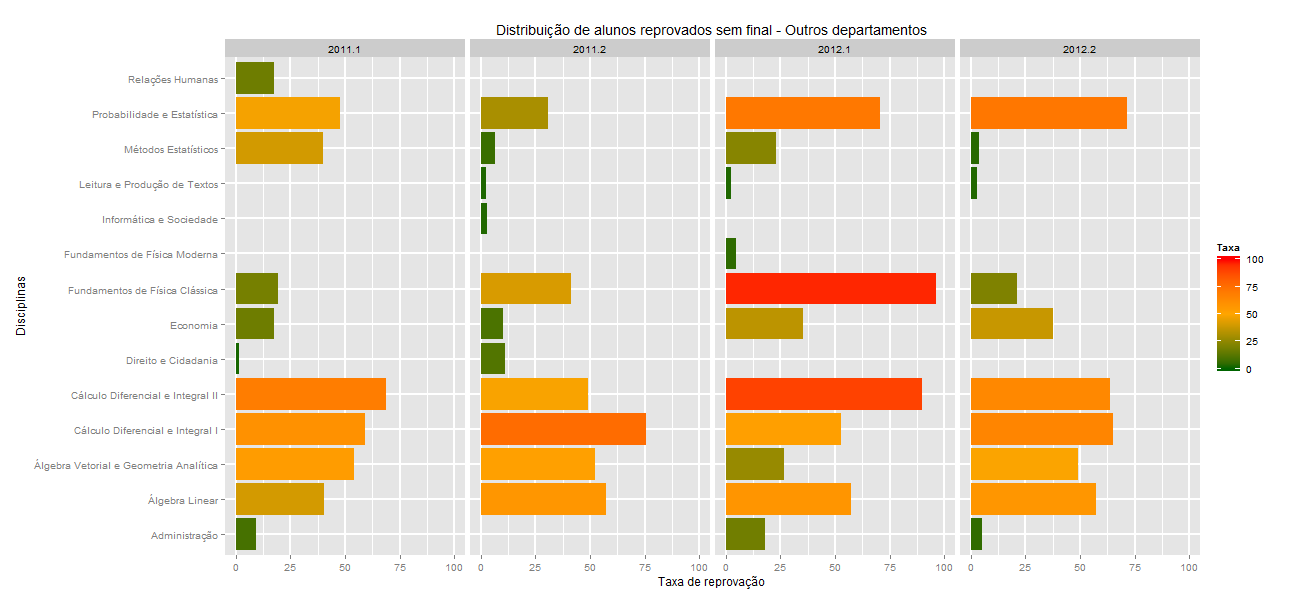 Distribuição de alunos reprovados sem final - Outros departamentos
2011.1 2011.2 2012.1 2012.2
Relações Humanas
Probabilidade e Estatística
Métodos Estatísticos
Leitura e Produção de Textos
Informática e Sociedade
Fundamentos de Física Moderna
Fundamentos de Física Clássica
Economia
Direito e Cidadania
Cálculo Diferencial e Integral II
Cálculo Diferencial e Integral I
Álgebra Vetorial e Geometria Analítica
Álgebra Linear
Administração
Disciplinas
0 25 50 75 100 0 25 50 75 100 0 25 50 75 100 0 25 50 75 100
Taxa de reprovação
Taxa
100
75
50
25
0